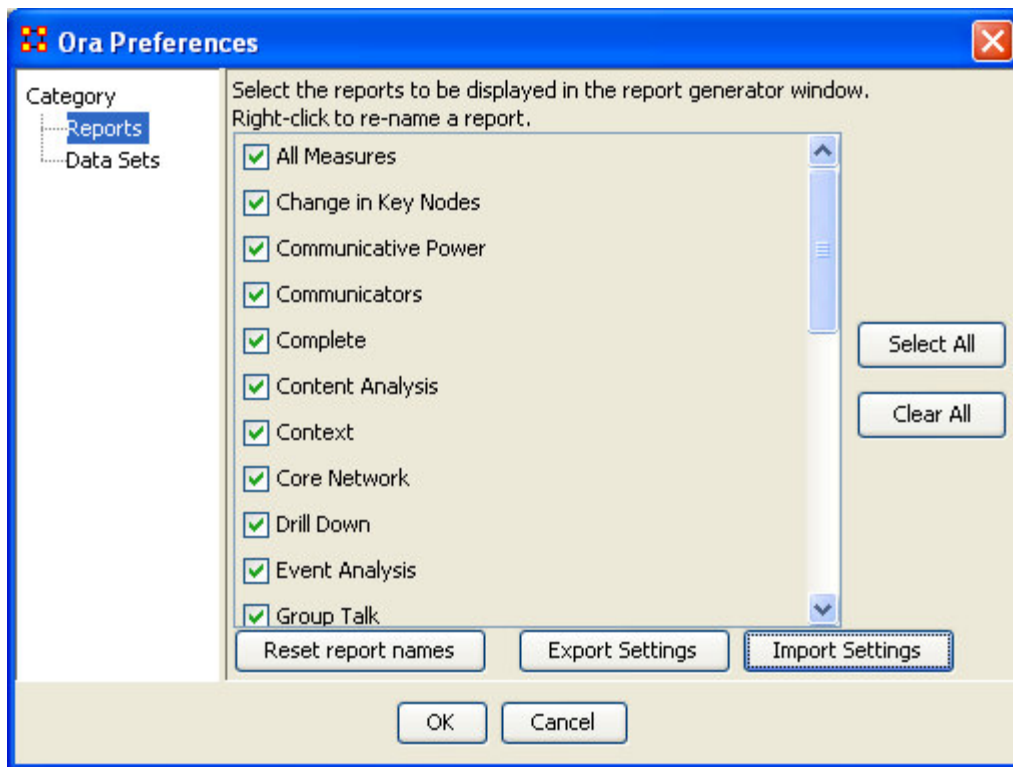 Ora Preferences
Category
Reports
Data Sets
Select the reports to be displayed in the report generator window.
Right-click to re-name a report.
All Measures
Change in Key Nodes
Communicative Power
Communicators
Complete
Content Analysis
Context
Core Network
Drill Down
Event Analysis
Group Talk
Select All
Clear All
Reset report names
Export Settings
Import Settings
OK
Cancel